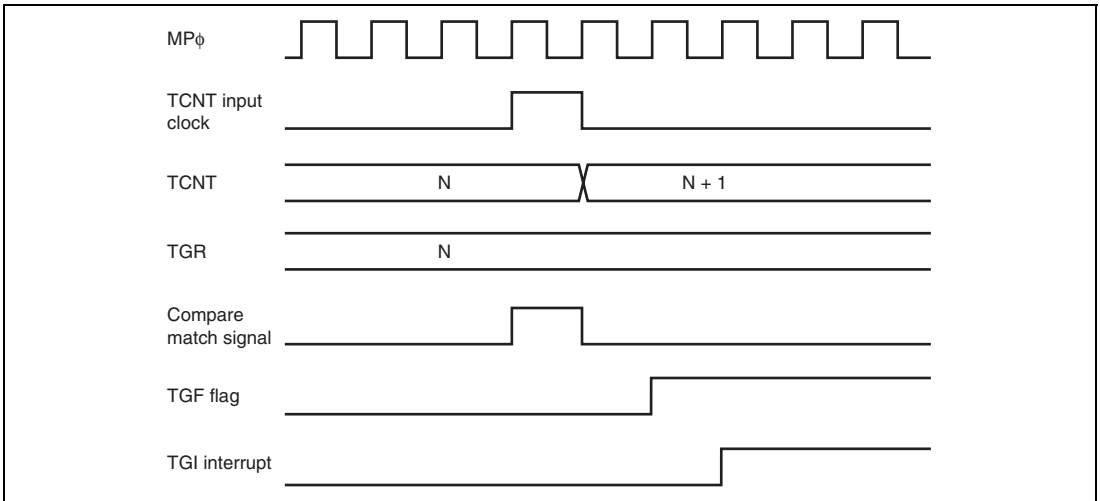 MPϕ
TCNT input
clock
TCNT
N
N + 1
TGR
N
Compare
match signal
TGF flag
TGI interrupt